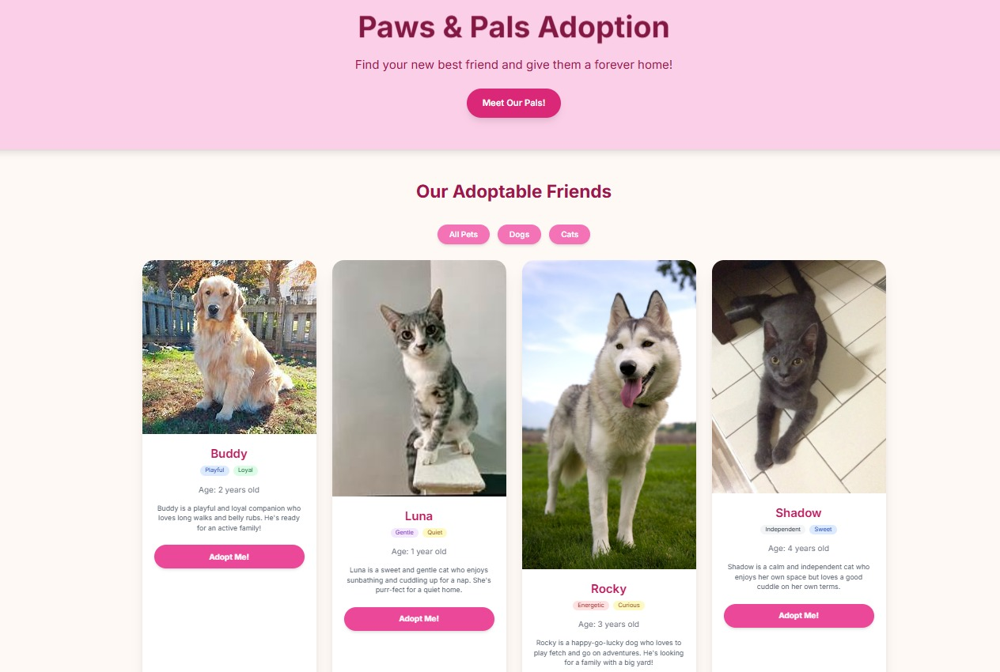 Paws & Pals Adoption
Find your new best friend and give them a forever home!
Meet Our Pals!
Our Adoptable Friends
All Pets
Dogs
Cats
Buddy
Playful
Loyal
Age: 2 years old
Buddy is a playful and loyal companion who
loves long walks and belly rubs. He's ready
for an active family!
Adopt Me!
Luna
Gentle
Quiet
Age: 1 year old
Luna is a sweet and gentle cat who enjoys
sunbathing and cuddling up for a nap. She's
purr-fect for a quiet home.
Adopt Me!
Rocky
Energetic
Curious
Age: 3 years old
Rocky is a happy-go-lucky dog who loves to
play fetch and go on adventures. He's looking
for a family with a big yard!
Shadow
Independent
Sweet
Age: 4 years old
Shadow is a calm and independent cat who
enjoys her own space but loves a good
cuddle on her own terms.
Adopt Me!